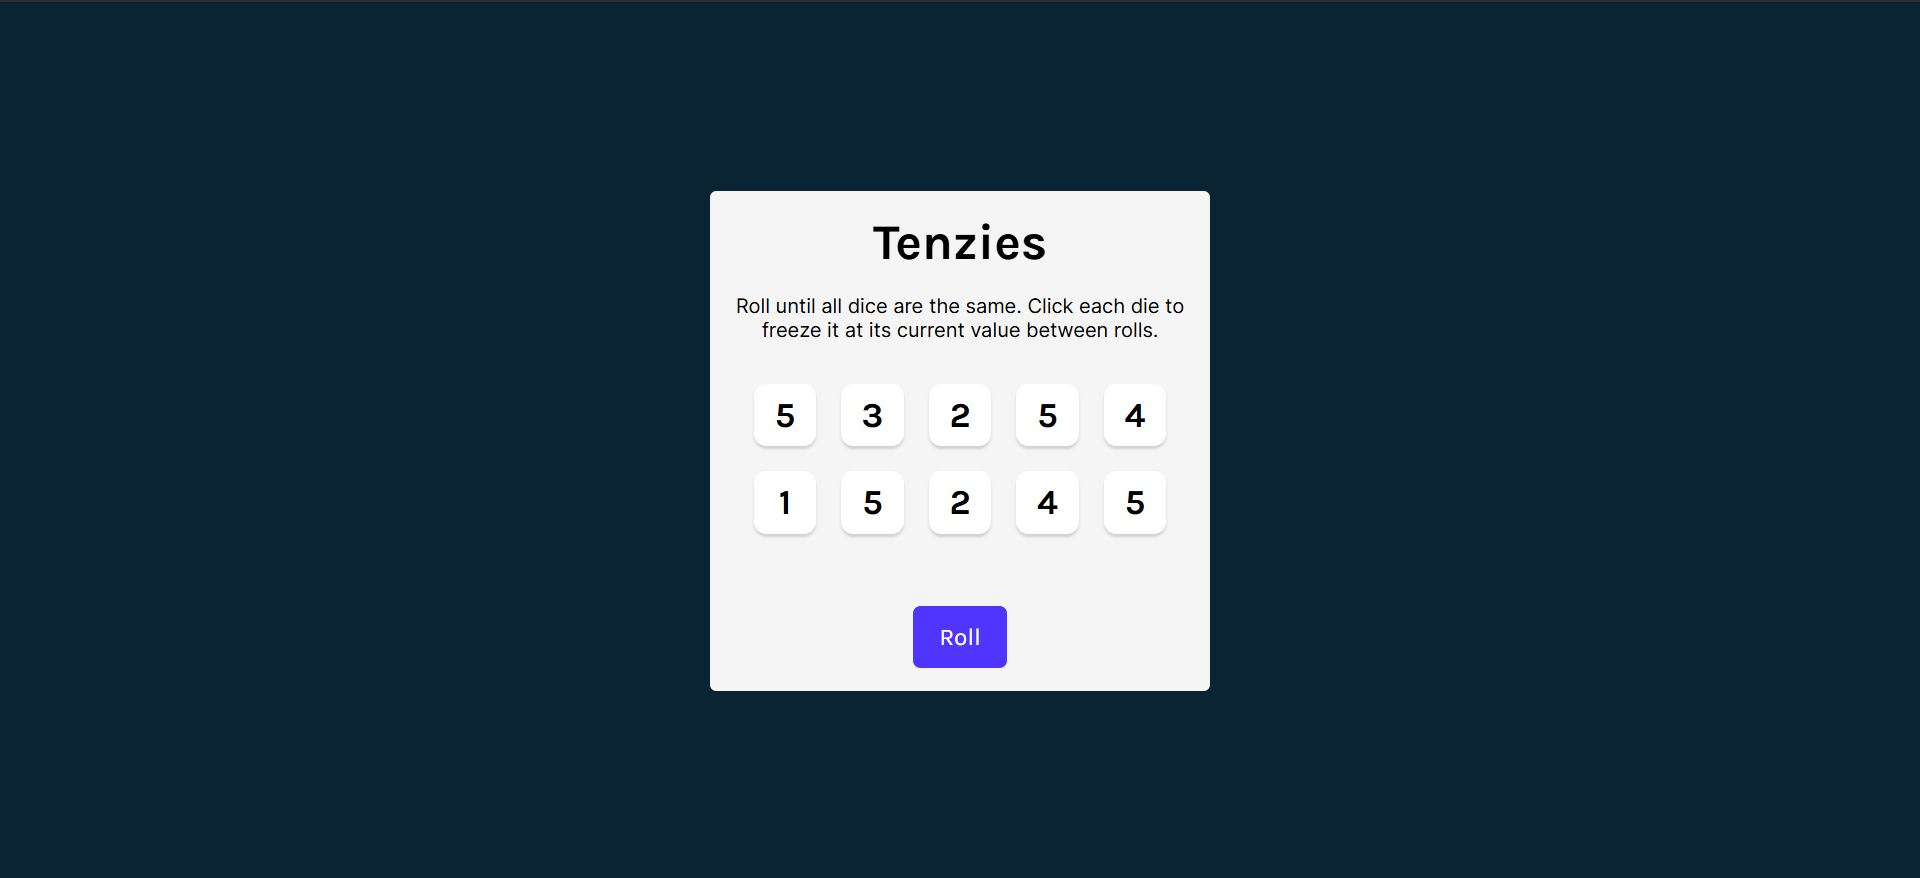 Tenzies
Roll until all dice are the same. Click each die to
freeze it at its current value between rolls.
5 3 2 5 4
1 5 2 4 5
Roll